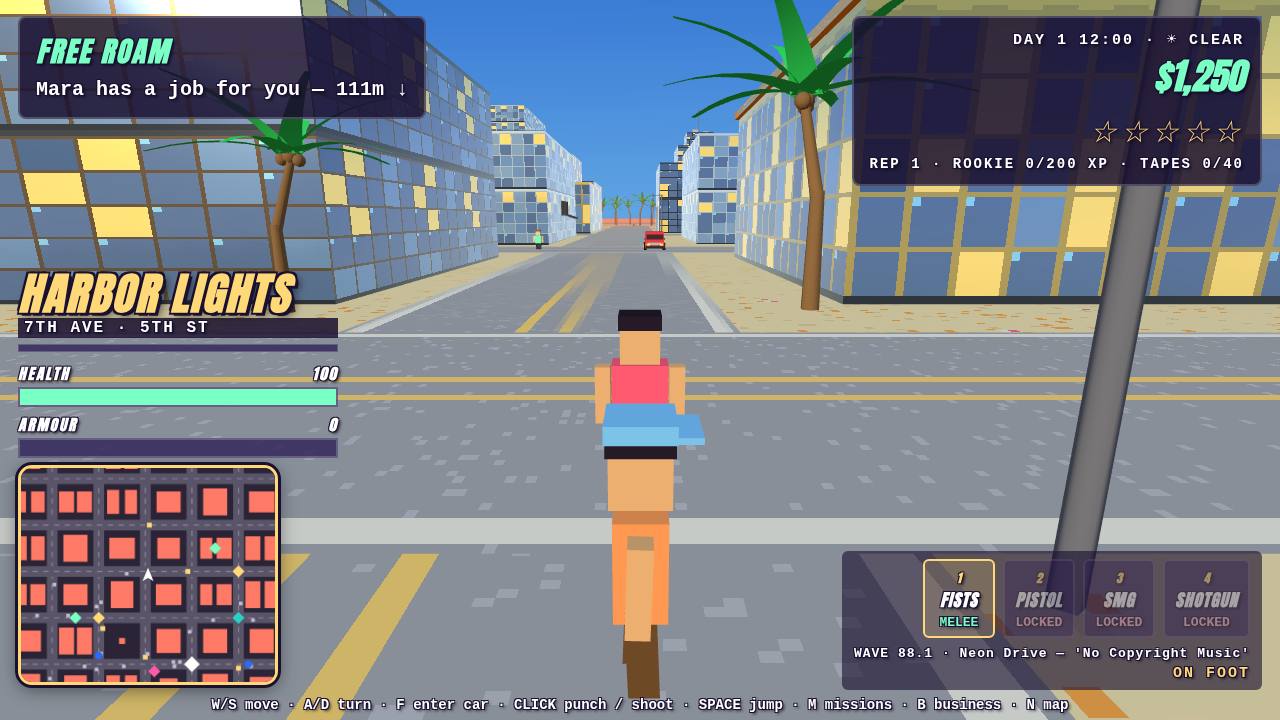 FREE ROAM
Mara has a job for you — 111m ↓
DAY 1 12:00 · ☀ CLEAR
$1,250
☆ ☆ ☆ ☆ ☆
REP 1 · ROOKIE 0/200 XP · TAPES 0/40
HARBOR LIGHTS
7TH AVE · 5TH ST
HEALTH 100
ARMOUR 0
1 2 3 4
FISTS PISTOL SMG SHOTGUN
MELEE LOCKED LOCKED LOCKED
WAVE 88.1 · Neon Drive — 'No Copyright Music'
ON FOOT
W/S move · A/D turn · F enter car · CLICK punch / shoot · SPACE jump · M missions · B business · N map